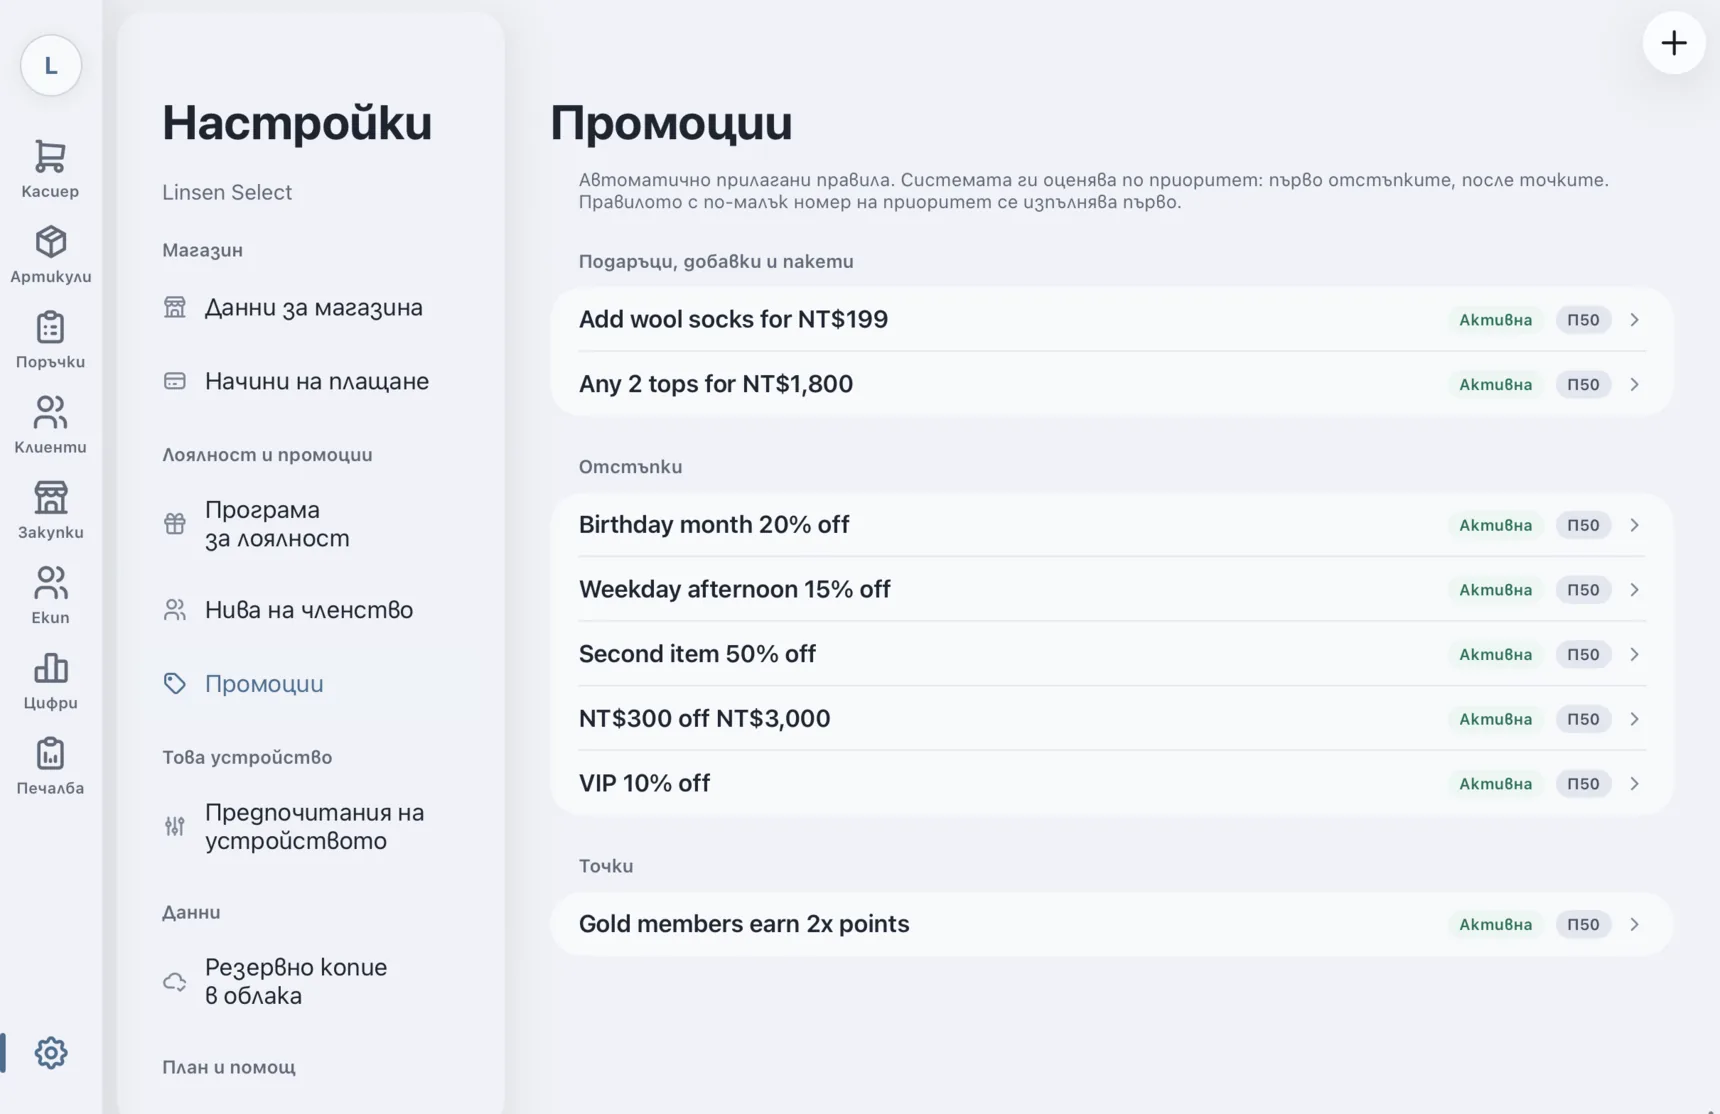 L
Касиер
Артикули
Поръчки
Клиенти
Закупки
Екип
Цифри
Печалба
Настройки
Linsen Select
Магазин
Данни за магазина
Начини на плащане
Лоялност и промоции
Програма
за лоялност
Нива на членство
Промоции
Това устройство
Предпочитания на
устройството
Данни
Резервно копие
в облака
План и помощ
Промоции
Автоматично прилагани правила. Системата ги оценява по приоритет: първо отстъпките, после точките.
Правилото с по-малък номер на приоритет се изпълнява първо.
Подаръци, добавки и пакети
Add wool socks for NT$199 Активна П50
Any 2 tops for NT$1,800 Активна П50
Отстъпки
Birthday month 20% off Активна П50
Weekday afternoon 15% off Активна П50
Second item 50% off Активна П50
NT$300 off NT$3,000 Активна П50
VIP 10% off Активна П50
Точки
Gold members earn 2x points Активна П50